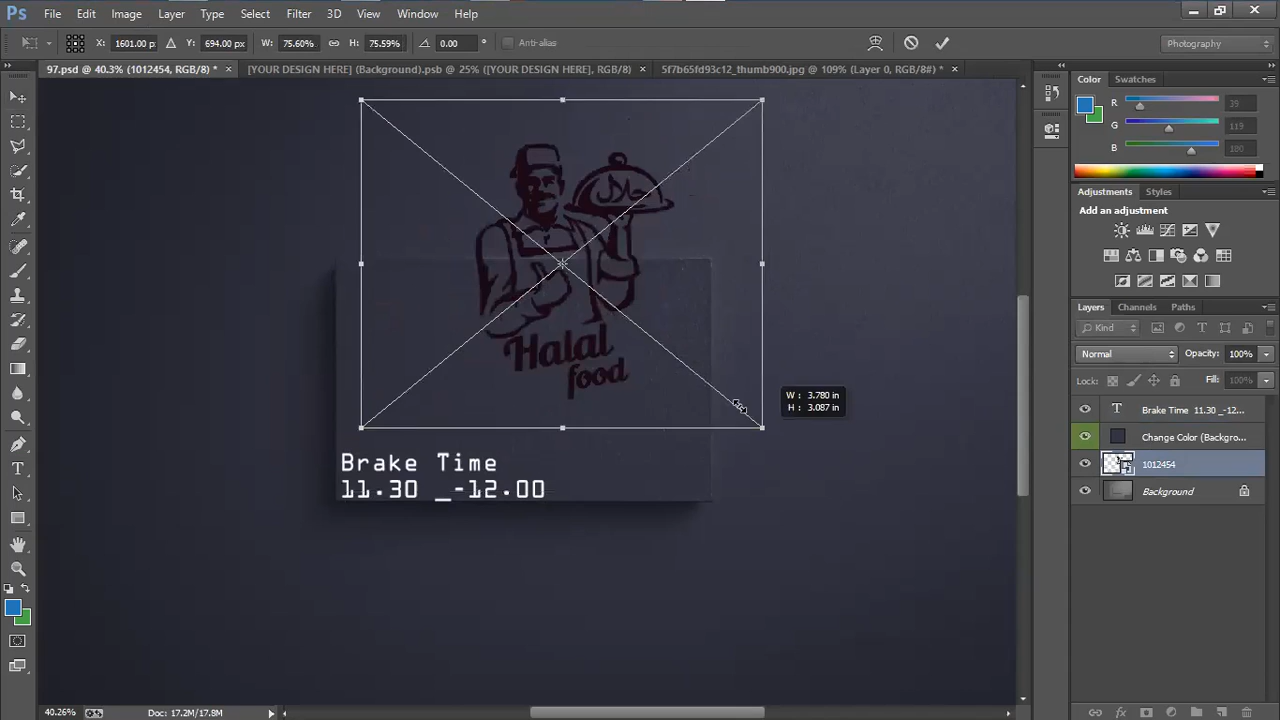 Ps File Edit Image Layer Type Select Filter 3D View Window Help
X: 1601.00 p Y: 694.00 px W: 75.60% H: 75.59% 0.00 ° Anti-alias Photography
97.psd @ 40.3% (1012454, RGB/8) * × [YOUR DESIGN HERE] (Background).psb @ 25% ([YOUR DESIGN HERE], RGB/8) × 5f7b65fd93c12_thumb900.jpg @ 109% (Layer 0, RGB/8#) * ×
Color Swatches
R 39
G 119
B 180
Adjustments Styles
Add an adjustment
حلال
Halal
food
W: 3.780 in
H: 3.087 in
Brake Time
11.30 _-12.00
Layers Channels Paths
Kind
Normal Opacity: 100%
Lock: Fill: 100%
T Brake Time 11.30 _-12...
Change Color (Backgro...
1012454
Background
40.26% Doc: 17.2M/17.8M